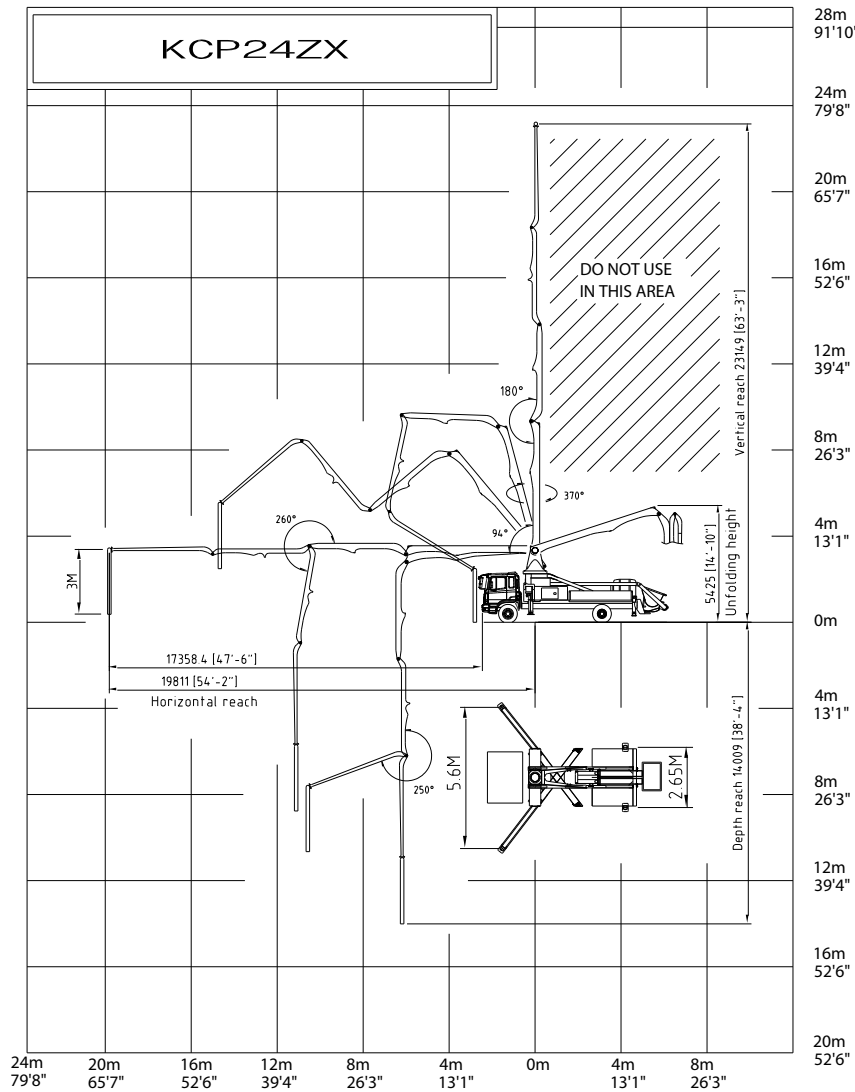 KCP24ZX
28m
91'10"
24m
79'8"
20m
65'7"
16m
52'6"
12m
39'4"
8m
26'3"
4m
13'1"
0m
4m
13'1"
8m
26'3"
12m
39'4"
16m
52'6"
20m
52'6"
DO NOT USE
IN THIS AREA
Vertical reach 23149 [63'-3"]
180°
370°
94°
260°
5425 [14'-10"]
Unfolding height
3M
17358.4 [47'-6"]
19811 [54'-2"]
Horizontal reach
250°
5.6M
2.65M
Depth reach 14009 [38'-4"]
24m
79'8"
20m
65'7"
16m
52'6"
12m
39'4"
8m
26'3"
4m
13'1"
0m
4m
13'1"
8m
26'3"